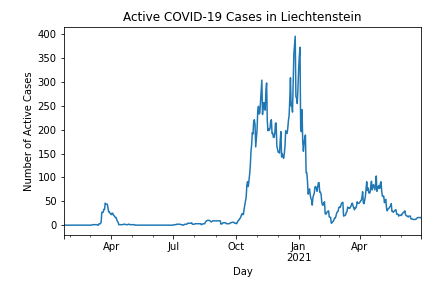 Active COVID-19 Cases in Liechtenstein
Number of Active Cases
400
350
300
250
200
150
100
50
0
Apr Jul Oct Jan Apr
2021
Day